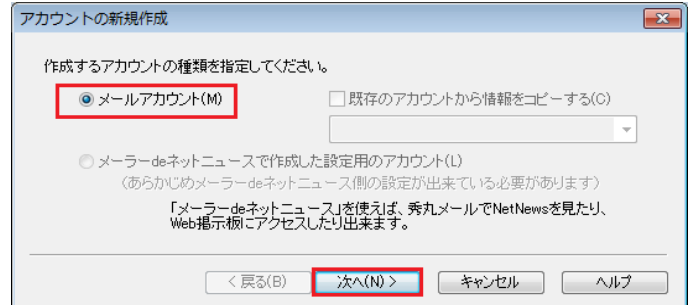 アカウントの新規作成
作成するアカウントの種類を指定してください。
メールアカウント(M)
既存のアカウントから情報をコピーする(C)
メーラーdeネットニュースで作成した設定用のアカウント(L)
(あらかじめメーラーdeネットニュース側の設定が出来ている必要があります)
「メーラーdeネットニュース」を使えば、秀丸メールでNetNewsを見たり、
Web掲示板にアクセスしたり出来ます。
< 戻る(B) 次へ(N) > キャンセル ヘルプ